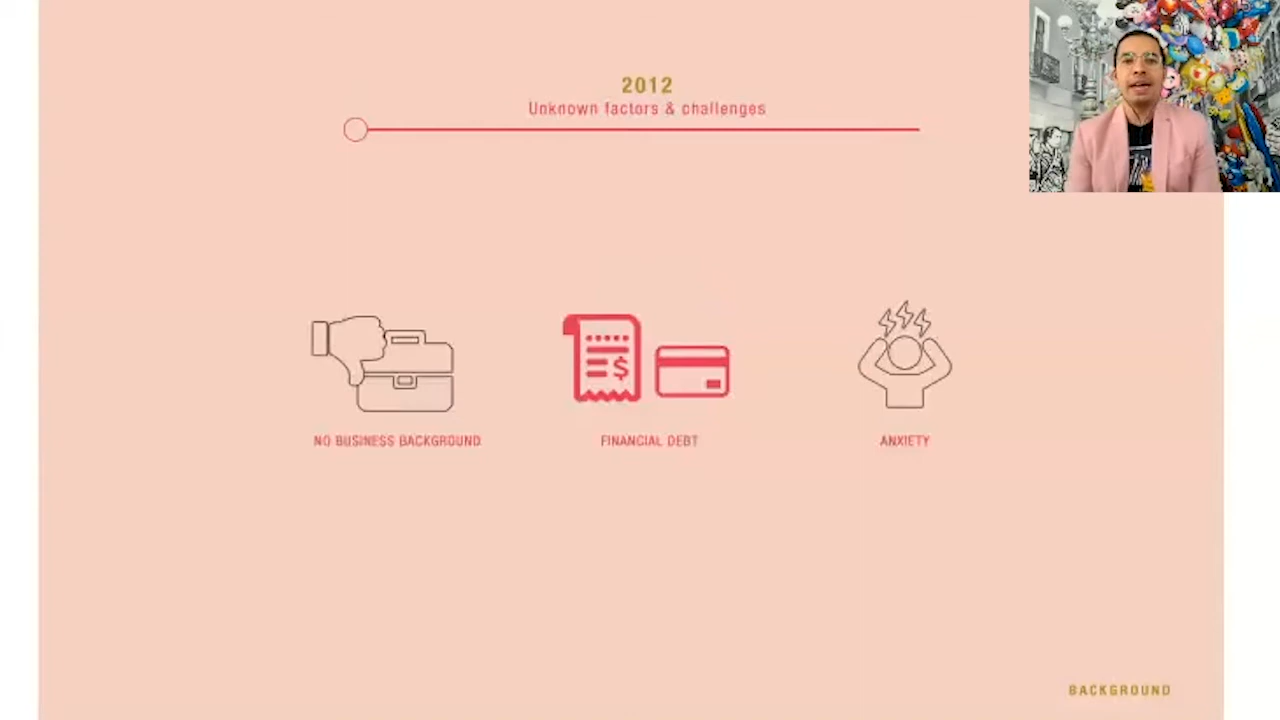 2012
Unknown factors & challenges
$
NO BUSINESS BACKGROUND
FINANCIAL DEBT
ANXIETY
BACKGROUND